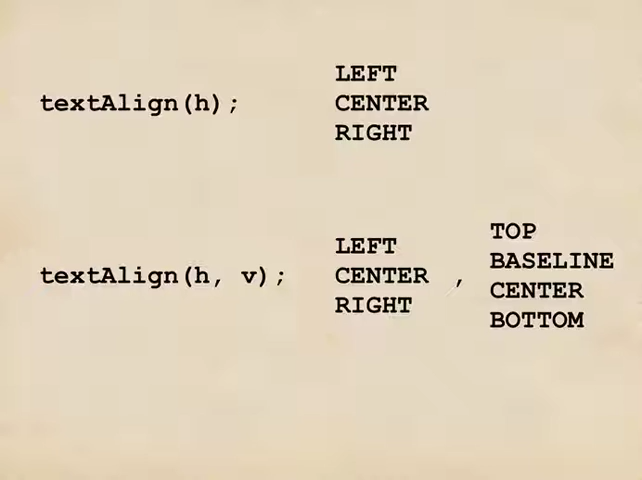 LEFT
textAlign(h);
CENTER
RIGHT
textAlign(h, v);
LEFT
CENTER
RIGHT
,
TOP
BASELINE
CENTER
BOTTOM